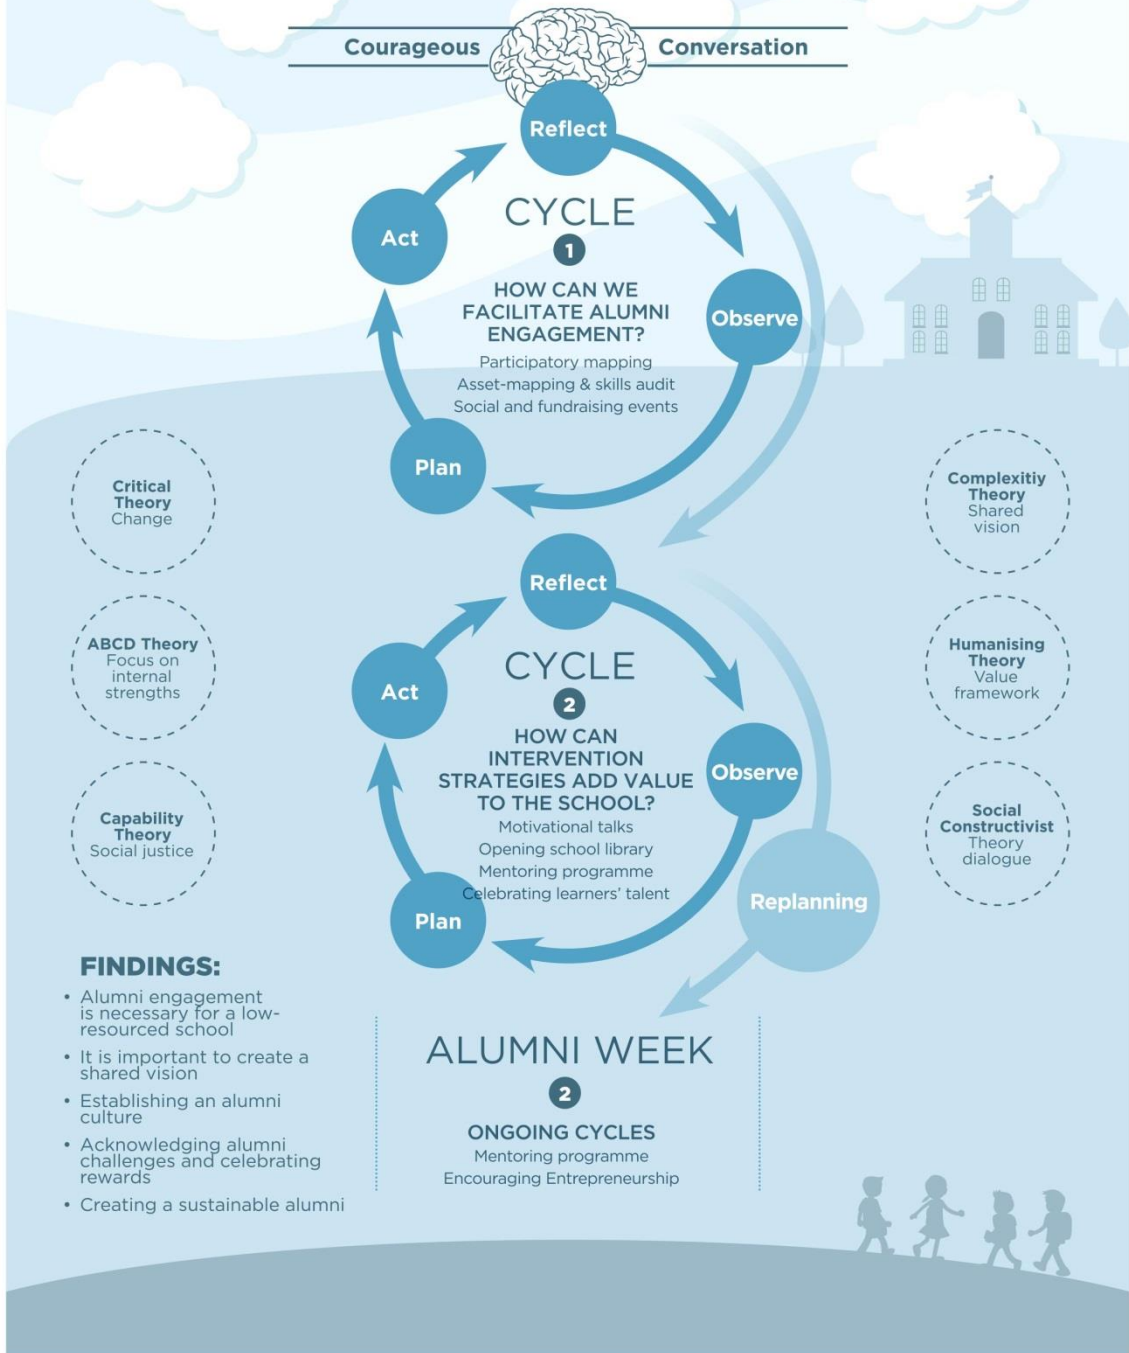 Courageous Conversation
Reflect
Act
CYCLE
1
HOW CAN WE
FACILITATE ALUMNI
ENGAGEMENT?
Participatory mapping
Asset-mapping & skills audit
Social and fundraising events
Observe
Plan
Critical
Theory
Change
ABCD Theory
Focus on
internal
strengths
Capability
Theory
Social justice
Complexitiy
Theory
Shared
vision
Humanising
Theory
Value
framework
Social
Constructivist
Theory
dialogue
Reflect
Act
CYCLE
2
HOW CAN
INTERVENTION
STRATEGIES ADD VALUE
TO THE SCHOOL?
Motivational talks
Opening school library
Mentoring programme
Celebrating learners' talent
Observe
Plan
Replanning
FINDINGS:
• Alumni engagement
is necessary for a low-
resourced school
• It is important to create a
shared vision
• Establishing an alumni
culture
• Acknowledging alumni
challenges and celebrating
rewards
• Creating a sustainable alumni
ALUMNI WEEK
2
ONGOING CYCLES
Mentoring programme
Encouraging Entrepreneurship